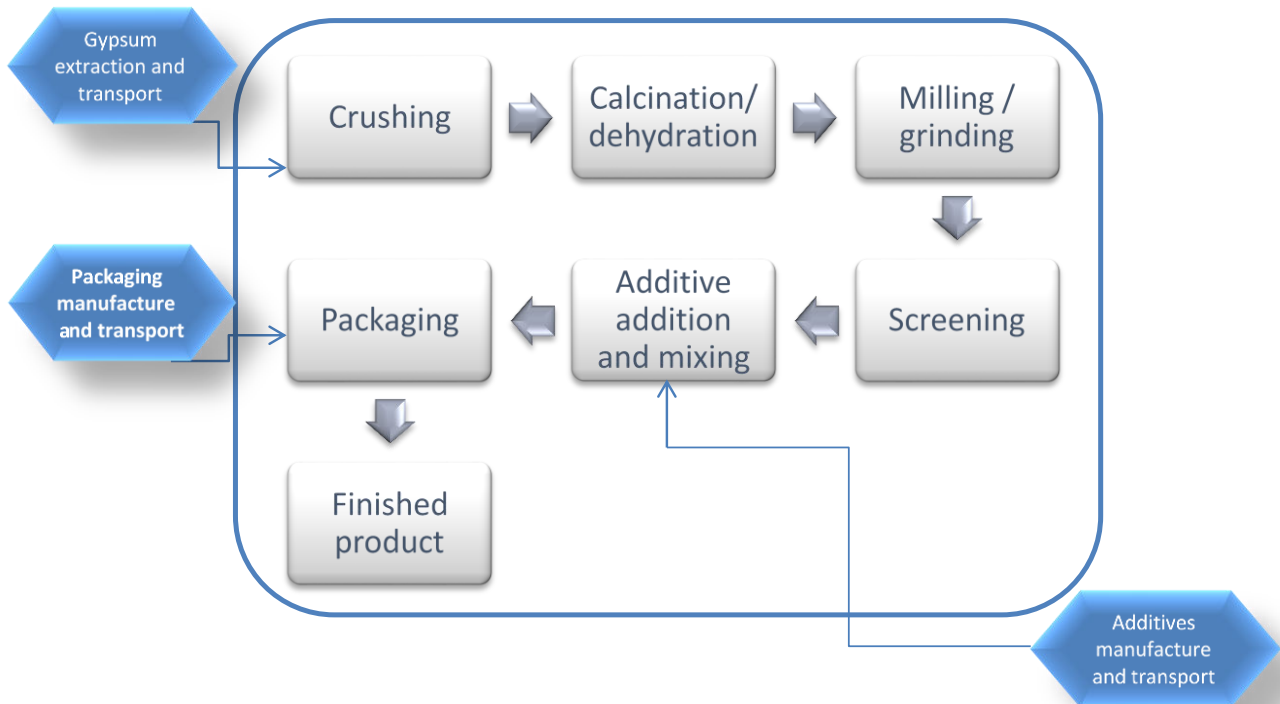 Gypsum
extraction and
transport
Crushing
Calcination/
dehydration
Milling /
grinding
Packaging
manufacture
and transport
Packaging
Additive
addition
and mixing
Screening
Finished
product
Additives
manufacture
and transport